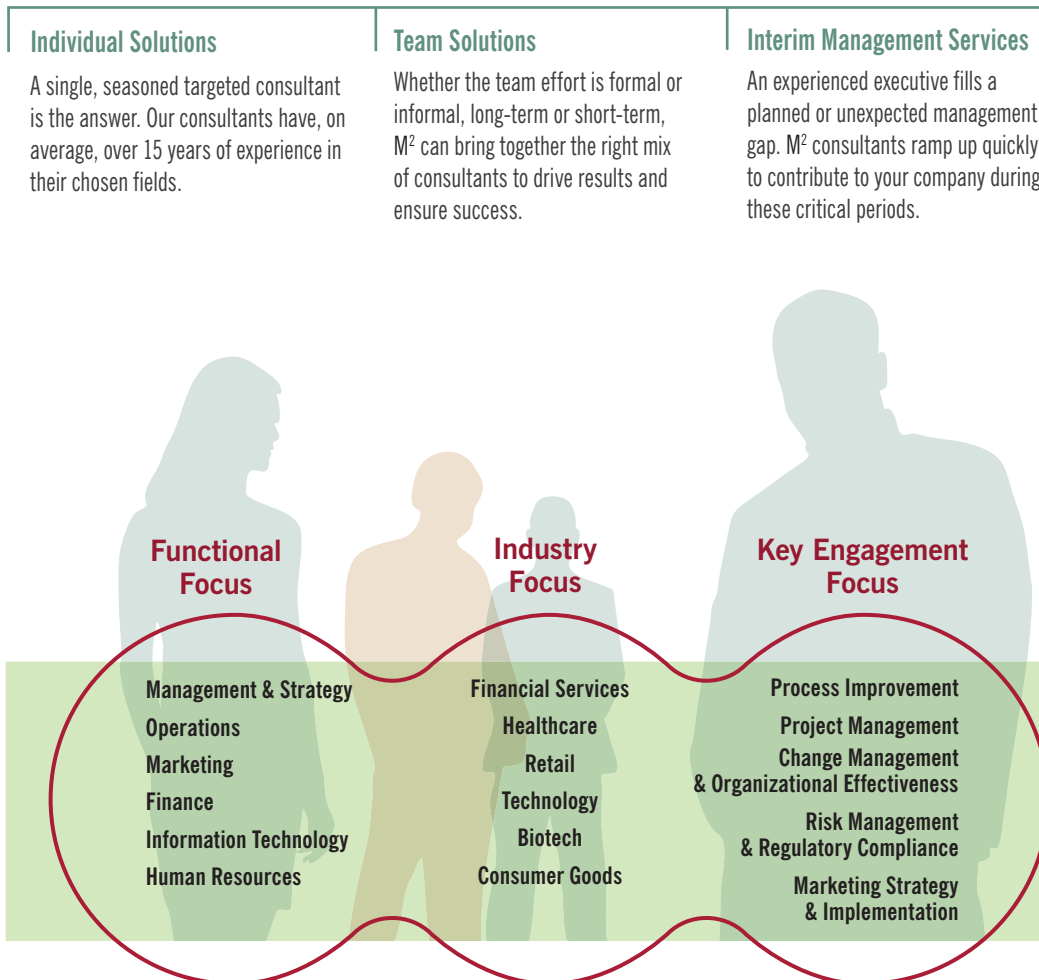 Individual Solutions
A single, seasoned targeted consultant
is the answer. Our consultants have, on
average, over 15 years of experience in
their chosen fields.
Team Solutions
Whether the team effort is formal or
informal, long-term or short-term,
M² can bring together the right mix
of consultants to drive results and
ensure success.
Interim Management Services
An experienced executive fills a
planned or unexpected management
gap. M² consultants ramp up quickly
to contribute to your company during
these critical periods.
Functional
Focus
Management & Strategy
Operations
Marketing
Finance
Information Technology
Human Resources
Industry
Focus
Financial Services
Healthcare
Retail
Technology
Biotech
Consumer Goods
Key Engagement
Focus
Process Improvement
Project Management
Change Management
& Organizational Effectiveness
Risk Management
& Regulatory Compliance
Marketing Strategy
& Implementation